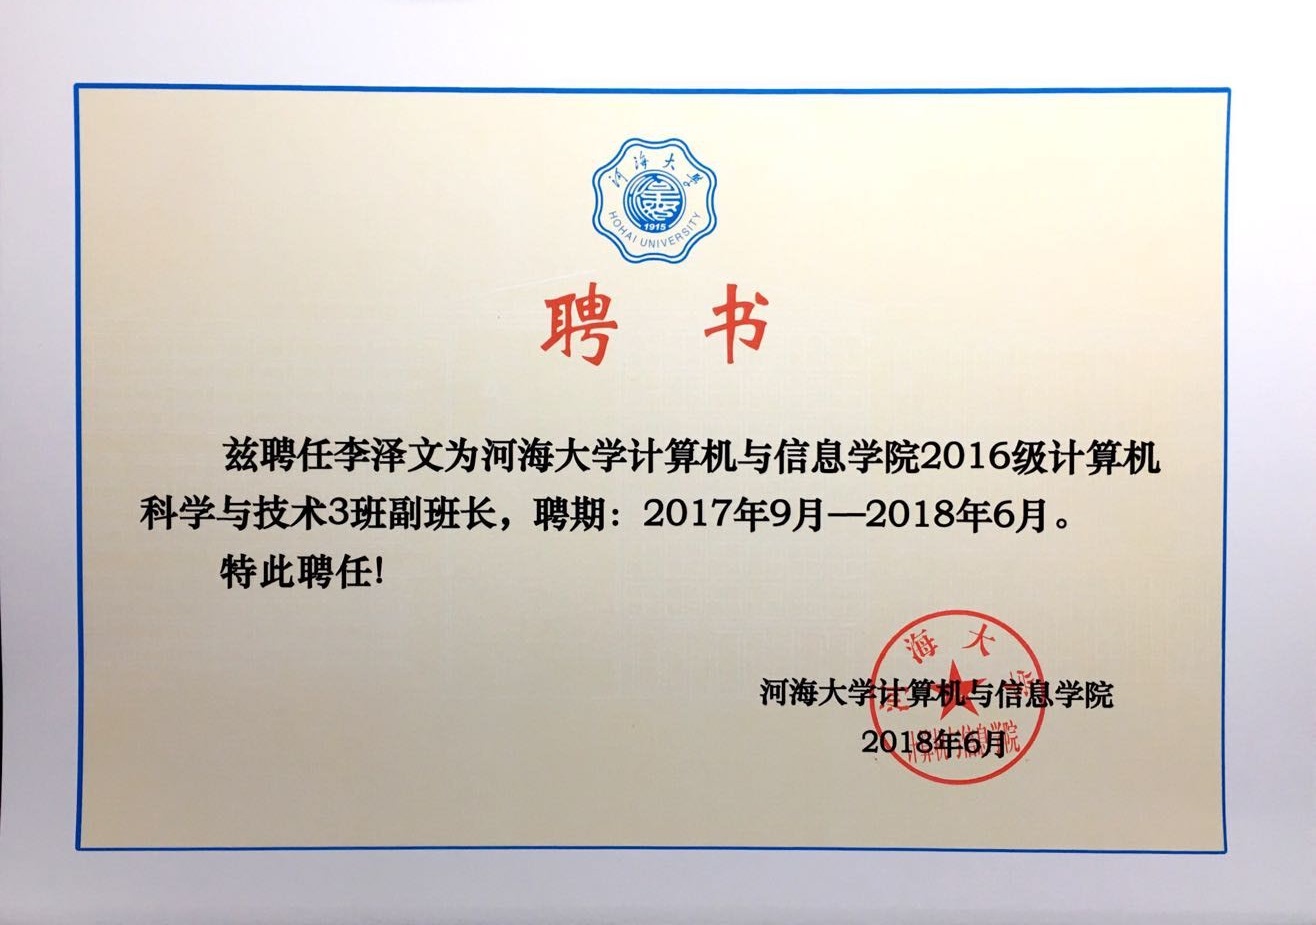 河海大学
1915
HOHAI UNIVERSITY
聘 书
兹聘任李泽文为河海大学计算机与信息学院2016级计算机
科学与技术3班副班长，聘期：2017年9月—2018年6月。
特此聘任!
河海大学
河海大学计算机与信息学院
2018年6月
计算机与信息学院